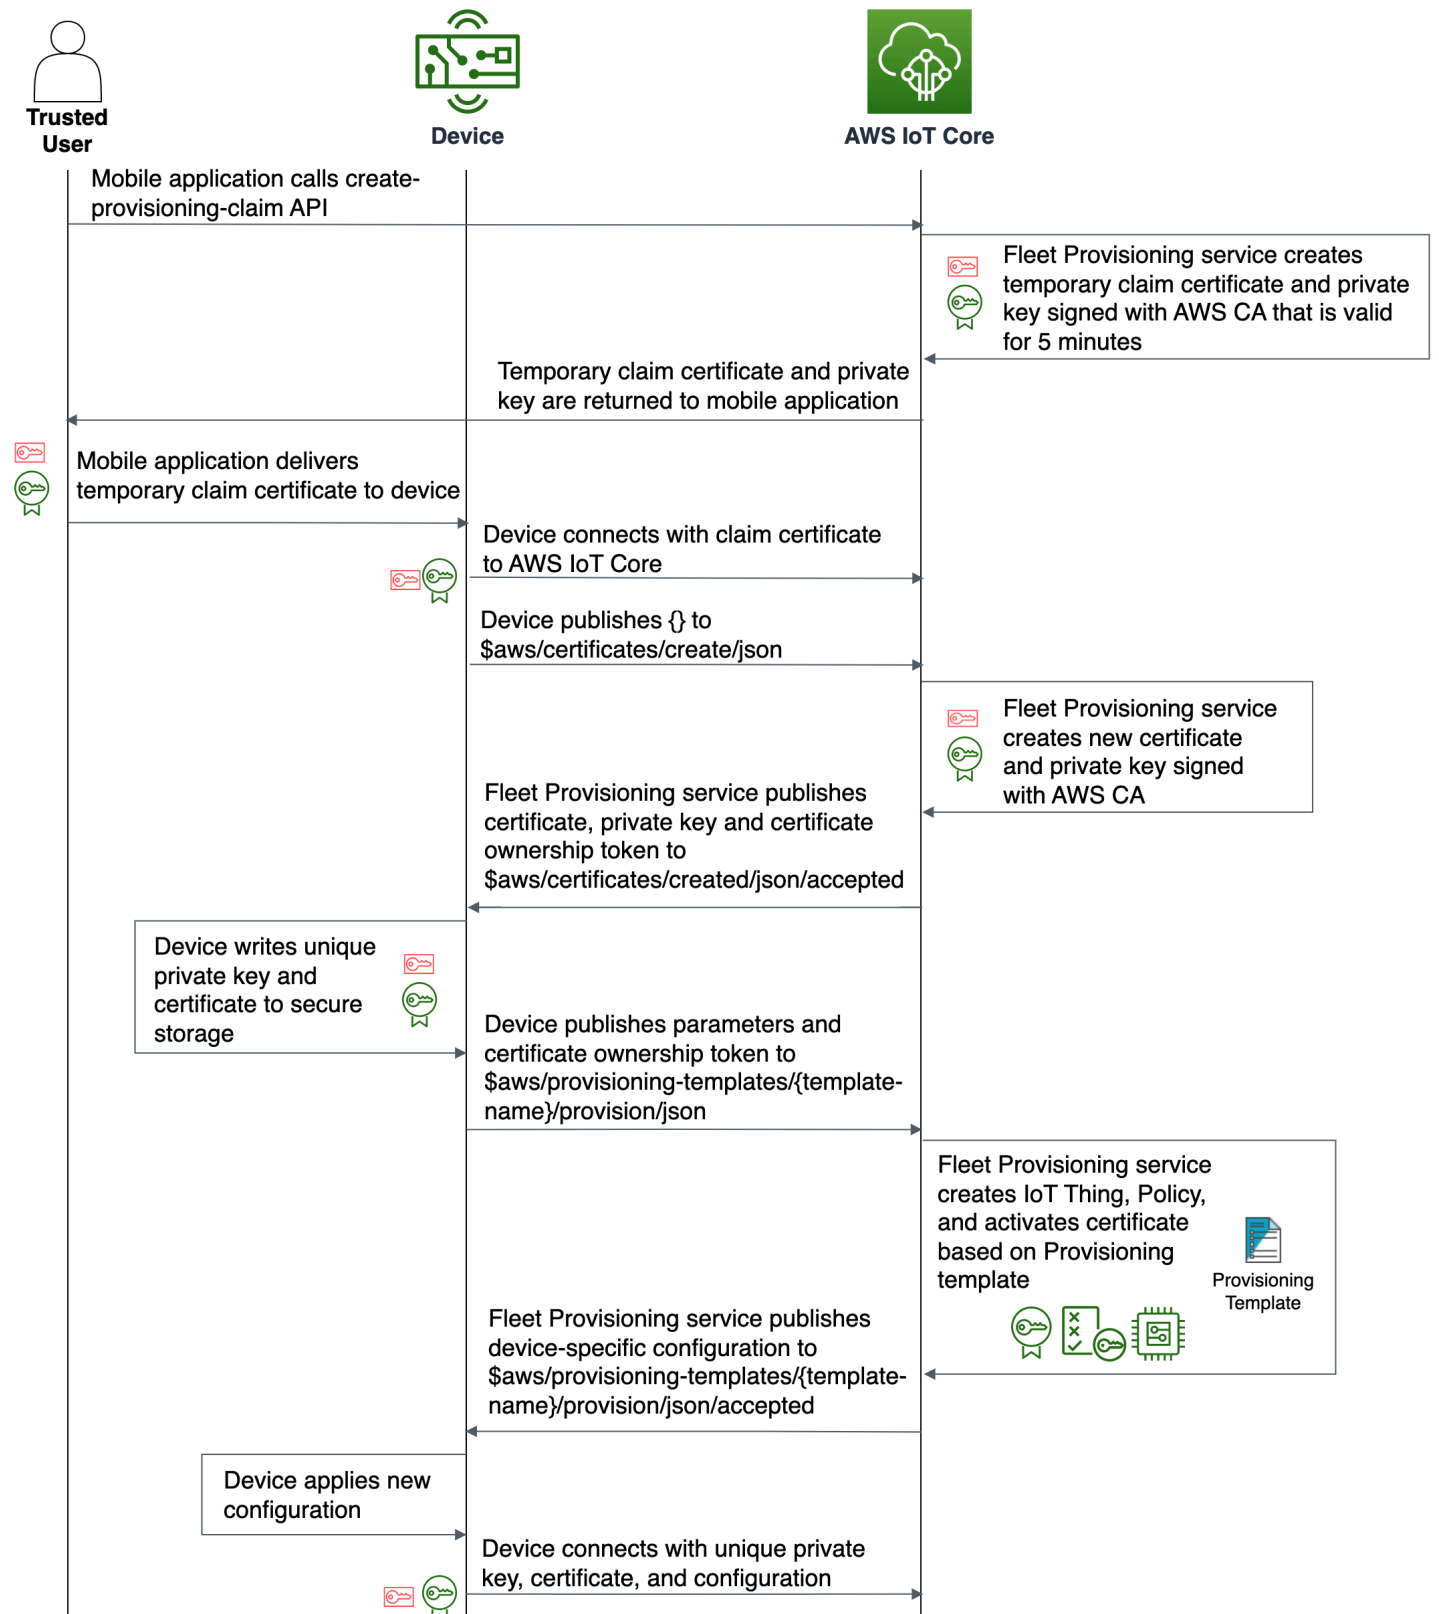 Trusted
User
Device
AWS IoT Core
Mobile application calls create-
provisioning-claim API
Fleet Provisioning service creates
temporary claim certificate and private
key signed with AWS CA that is valid
for 5 minutes
Temporary claim certificate and private
key are returned to mobile application
Mobile application delivers
temporary claim certificate to device
Device connects with claim certificate
to AWS IoT Core
Device publishes {} to
$aws/certificates/create/json
Fleet Provisioning service
creates new certificate
and private key signed
with AWS CA
Fleet Provisioning service publishes
certificate, private key and certificate
ownership token to
$aws/certificates/created/json/accepted
Device writes unique
private key and
certificate to secure
storage
Device publishes parameters and
certificate ownership token to
$aws/provisioning-templates/{template-
name}/provision/json
Fleet Provisioning service
creates IoT Thing, Policy,
and activates certificate
based on Provisioning
template
Provisioning
Template
Fleet Provisioning service publishes
device-specific configuration to
$aws/provisioning-templates/{template-
name}/provision/json/accepted
Device applies new
configuration
Device connects with unique private
key, certificate, and configuration